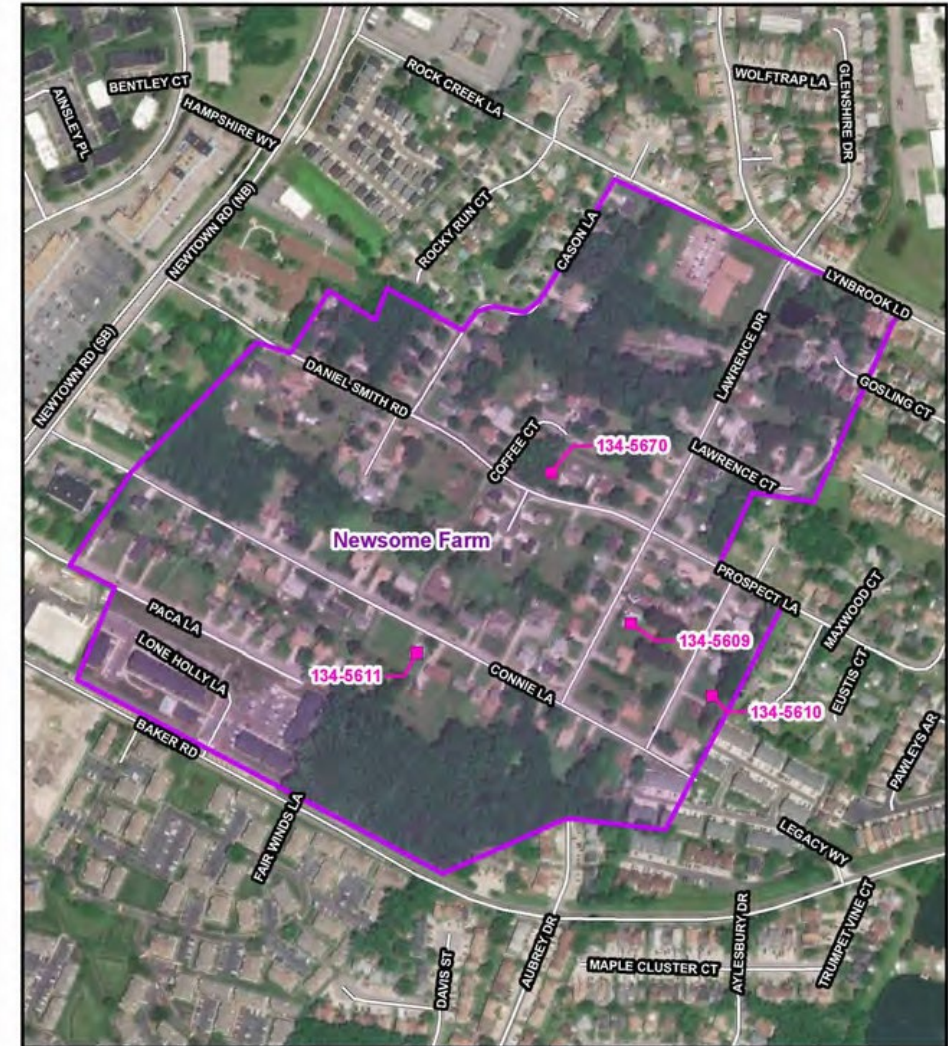 BENTLEY CT
AINSLEY PL
HAMPSHIRE WY
ROCK CREEK LA
WOLFTRAP LA
GLENSHIRE DR
NEWTOWN RD (NB)
ROCKY RUN CT
CASON LA
LYNBROOK LD
NEWTOWN RD (SB)
DANIEL SMITH RD
LAWRENCE DR
GOSLING CT
COFFEE CT
134-5670
LAWRENCE CT
Newsome Farm
PROSPECT LA
MAXWOOD CT
PACA LA
LONE HOLLY LA
134-5611
CONNIE LA
134-5609
EUSTIS CT
134-5610
BAKER RD
PAWLEYS AR
FAIR WINDS LA
LEGACY WY
DAVIS ST
AUBREY DR
MAPLE CLUSTER CT
AYLESBURY DR
TRUMPET VINE CT